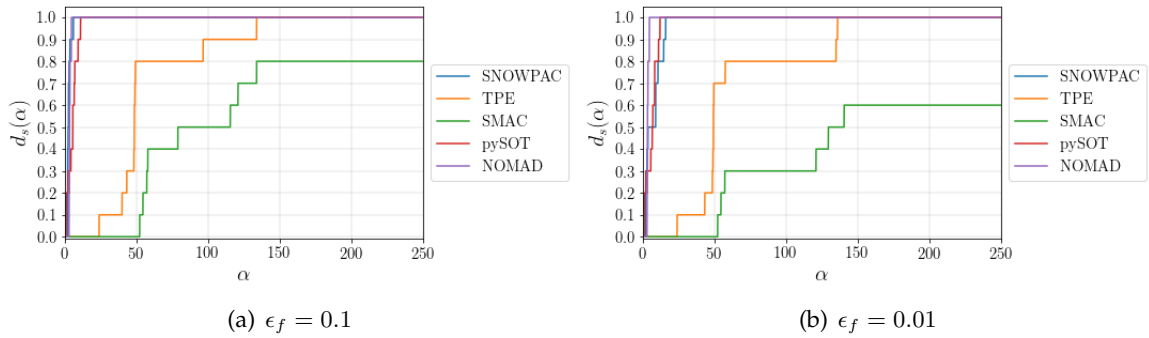 1.0
0.9
0.8
0.7
0.6
0.5
0.4
0.3
0.2
0.1
0.0
d_s(α)
0 50 100 150 200 250
α
SNOWPAC
TPE
SMAC
pySOT
NOMAD
(a) ϵ_f = 0.1
1.0
0.9
0.8
0.7
0.6
0.5
0.4
0.3
0.2
0.1
0.0
d_s(α)
0 50 100 150 200 250
α
SNOWPAC
TPE
SMAC
pySOT
NOMAD
(b) ϵ_f = 0.01